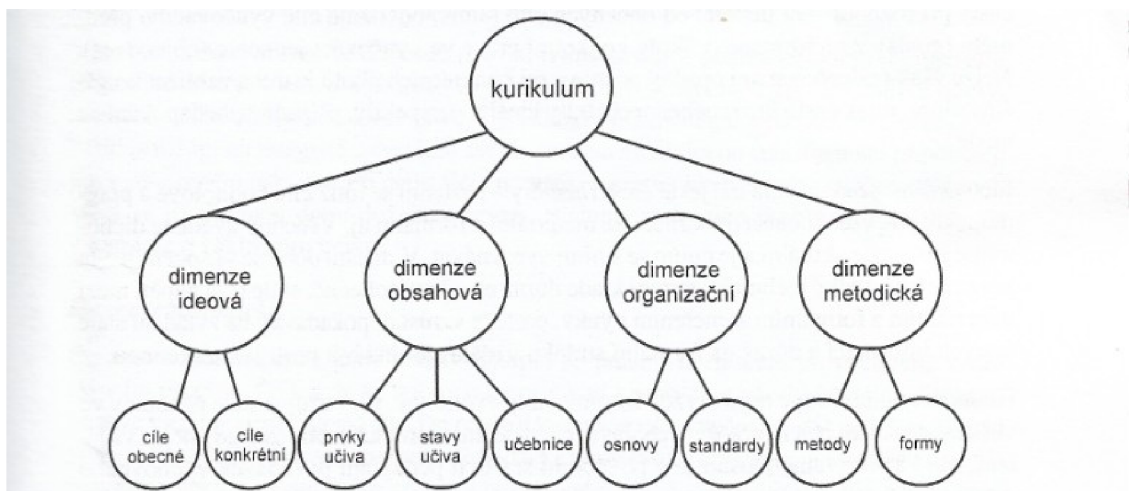 kurikulum
dimenze
ideová
dimenze
obsahová
dimenze
organizační
dimenze
metodická
cíle
obecné
cíle
konkrétní
prvky
učiva
stavy
učiva
učebnice
osnovy
standardy
metody
formy